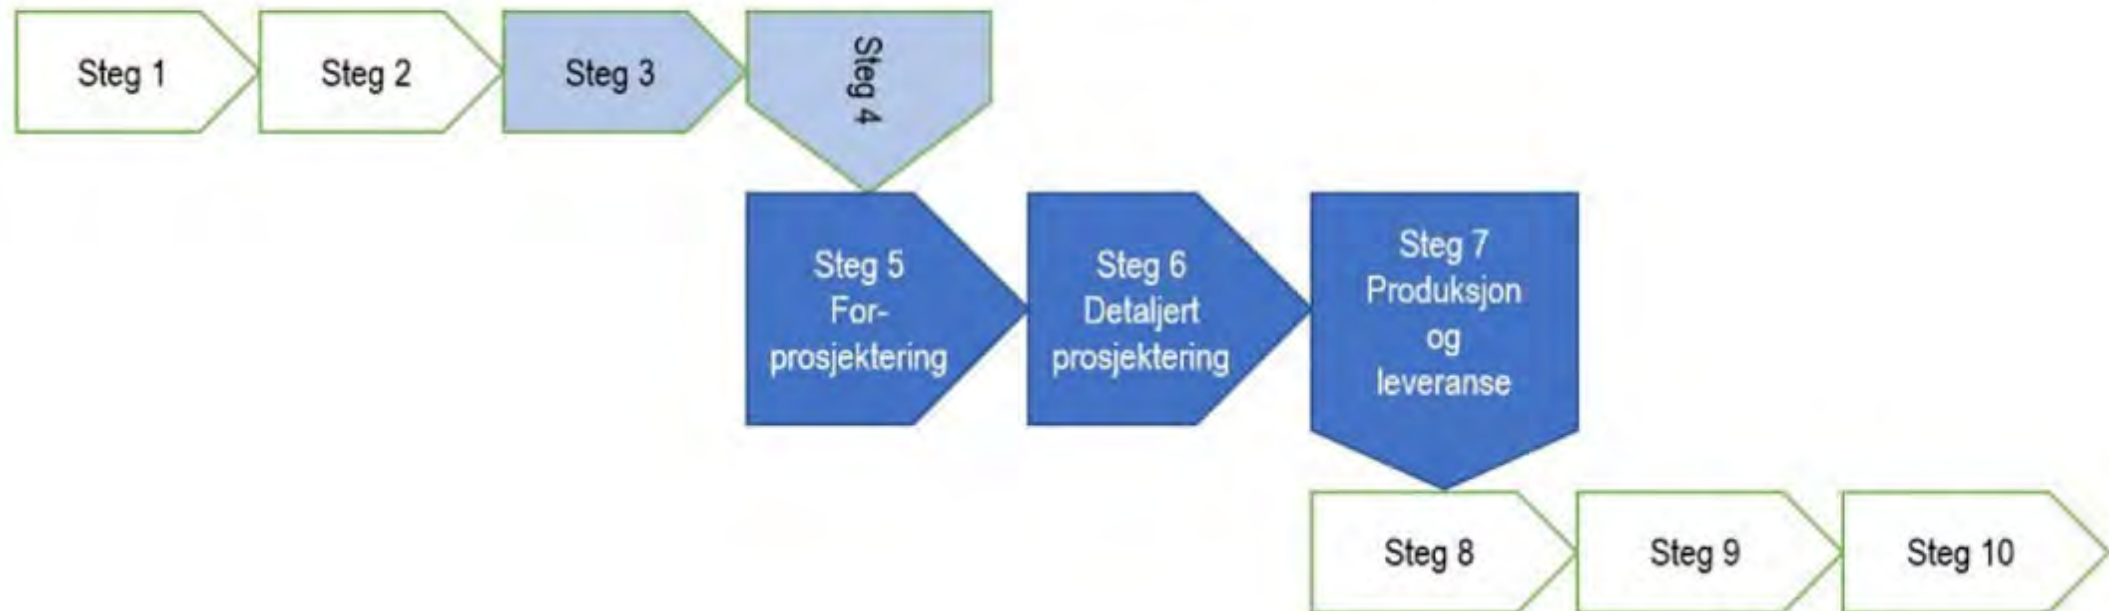 Steg 1
Steg 2
Steg 3
Steg 4
Steg 5
For-
prosjektering
Steg 6
Detaljert
prosjektering
Steg 7
Produksjon
og
leveranse
Steg 8
Steg 9
Steg 10